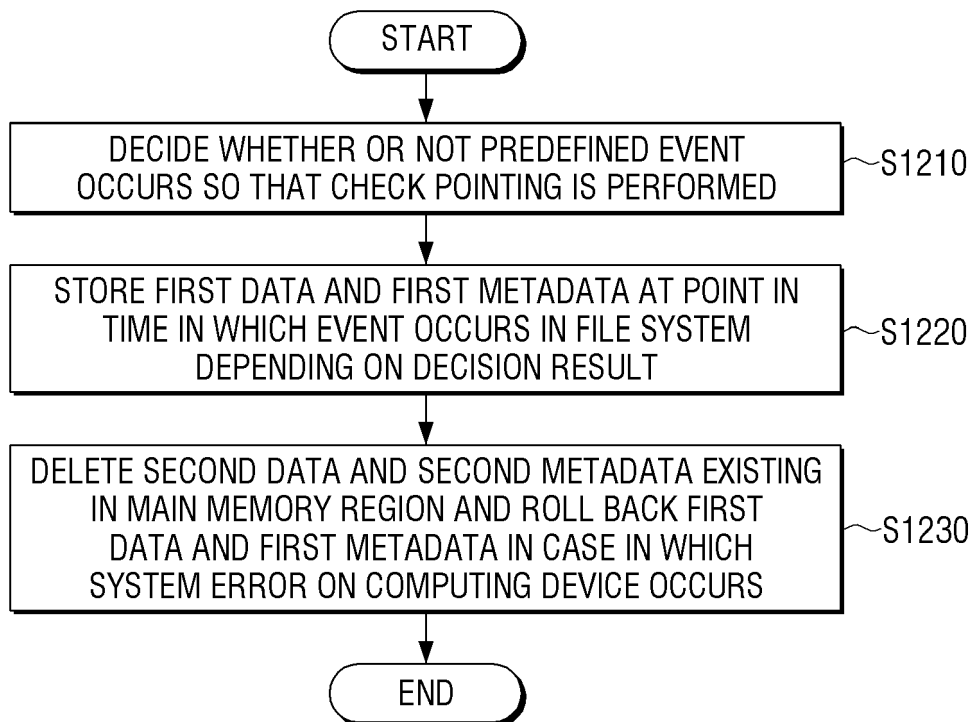 START
DECIDE WHETHER OR NOT PREDEFINED EVENT
OCCURS SO THAT CHECK POINTING IS PERFORMED
S1210
STORE FIRST DATA AND FIRST METADATA AT POINT IN
TIME IN WHICH EVENT OCCURS IN FILE SYSTEM
DEPENDING ON DECISION RESULT
S1220
DELETE SECOND DATA AND SECOND METADATA EXISTING
IN MAIN MEMORY REGION AND ROLL BACK FIRST
DATA AND FIRST METADATA IN CASE IN WHICH
SYSTEM ERROR ON COMPUTING DEVICE OCCURS
S1230
END